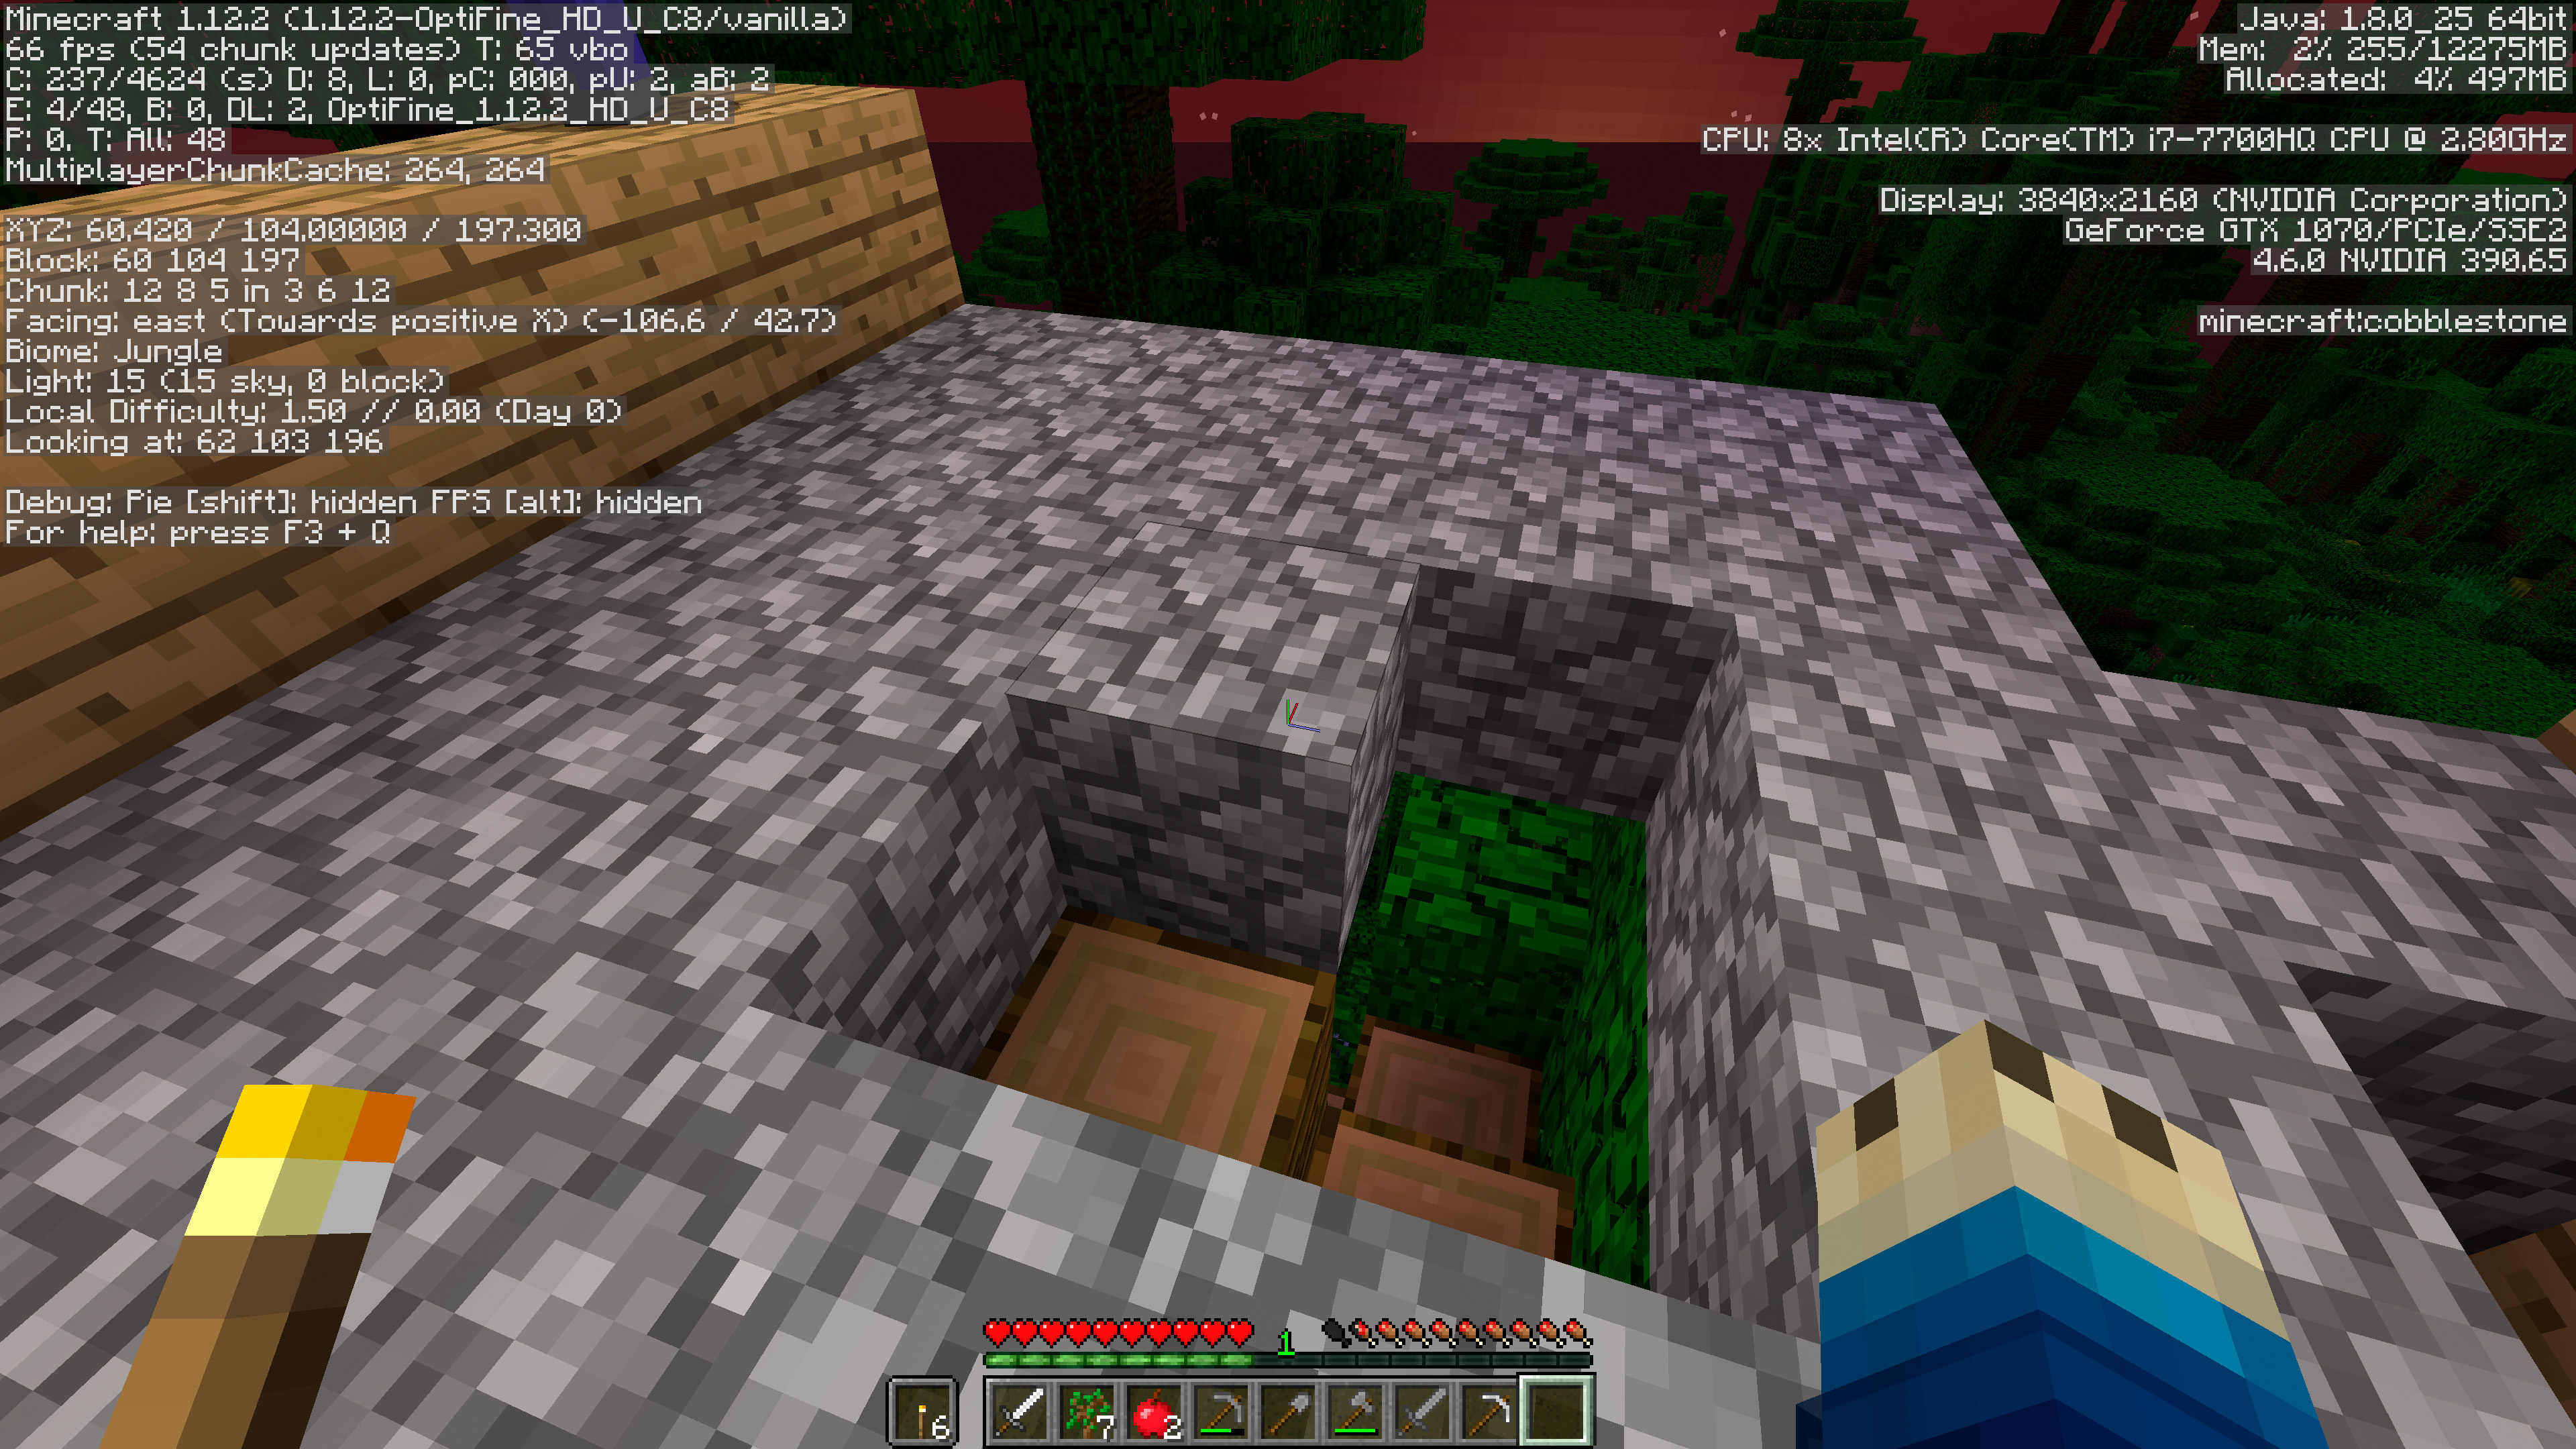 Minecraft 1.12.2 (1.12.2-OptiFine_HD_U_C8/vanilla)
66 fps (54 chunk updates) T: 65 vbo
C: 237/4624 (s) D: 8, L: 0, pC: 000, pU: 2, aB: 2
E: 4/48, B: 0, DL: 2, OptiFine_1.12.2_HD_U_C8
P: 0. T: All: 48
MultiplayerChunkCache: 264, 264
XYZ: 60.420 / 104.00000 / 197.300
Block: 60 104 197
Chunk: 12 8 5 in 3 6 12
Facing: east (Towards positive X) (-106.6 / 42.7)
Biome: Jungle
Light: 15 (15 sky, 0 block)
Local Difficulty: 1.50 // 0.00 (Day 0)
Looking at: 62 103 196
Debug: Pie [shift]: hidden FPS [alt]: hidden
For help: press F3 + Q
Java: 1.8.0_25 64bit
Mem: 2% 255/12275MB
Allocated: 4% 497MB
CPU: 8x Intel(R) Core(TM) i7-7700HQ CPU @ 2.80GHz
Display: 3840x2160 (NVIDIA Corporation)
GeForce GTX 1070/PCIe/SSE2
4.6.0 NVIDIA 390.65
minecraft:cobblestone
1
6
7
2